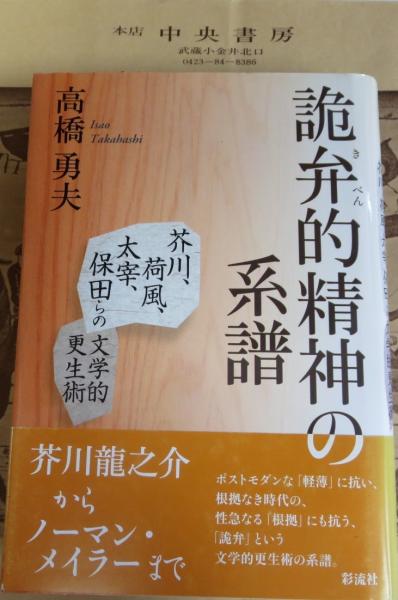 本店 中央書房
武蔵小金井北口
0423-84-8386
詭弁的精神の
きべん
系譜
高橋勇夫
Isao
Takahashi
芥川、
荷風、
太宰、
保田らの
文学的
更生術
芥川龍之介
から
ノーマン・
メイラーまで
ポストモダンな「軽薄」に抗い、
根拠なき時代の、
性急なる「根拠」にも抗う、
「詭弁」という
文学的更生術の系譜。
彩流社